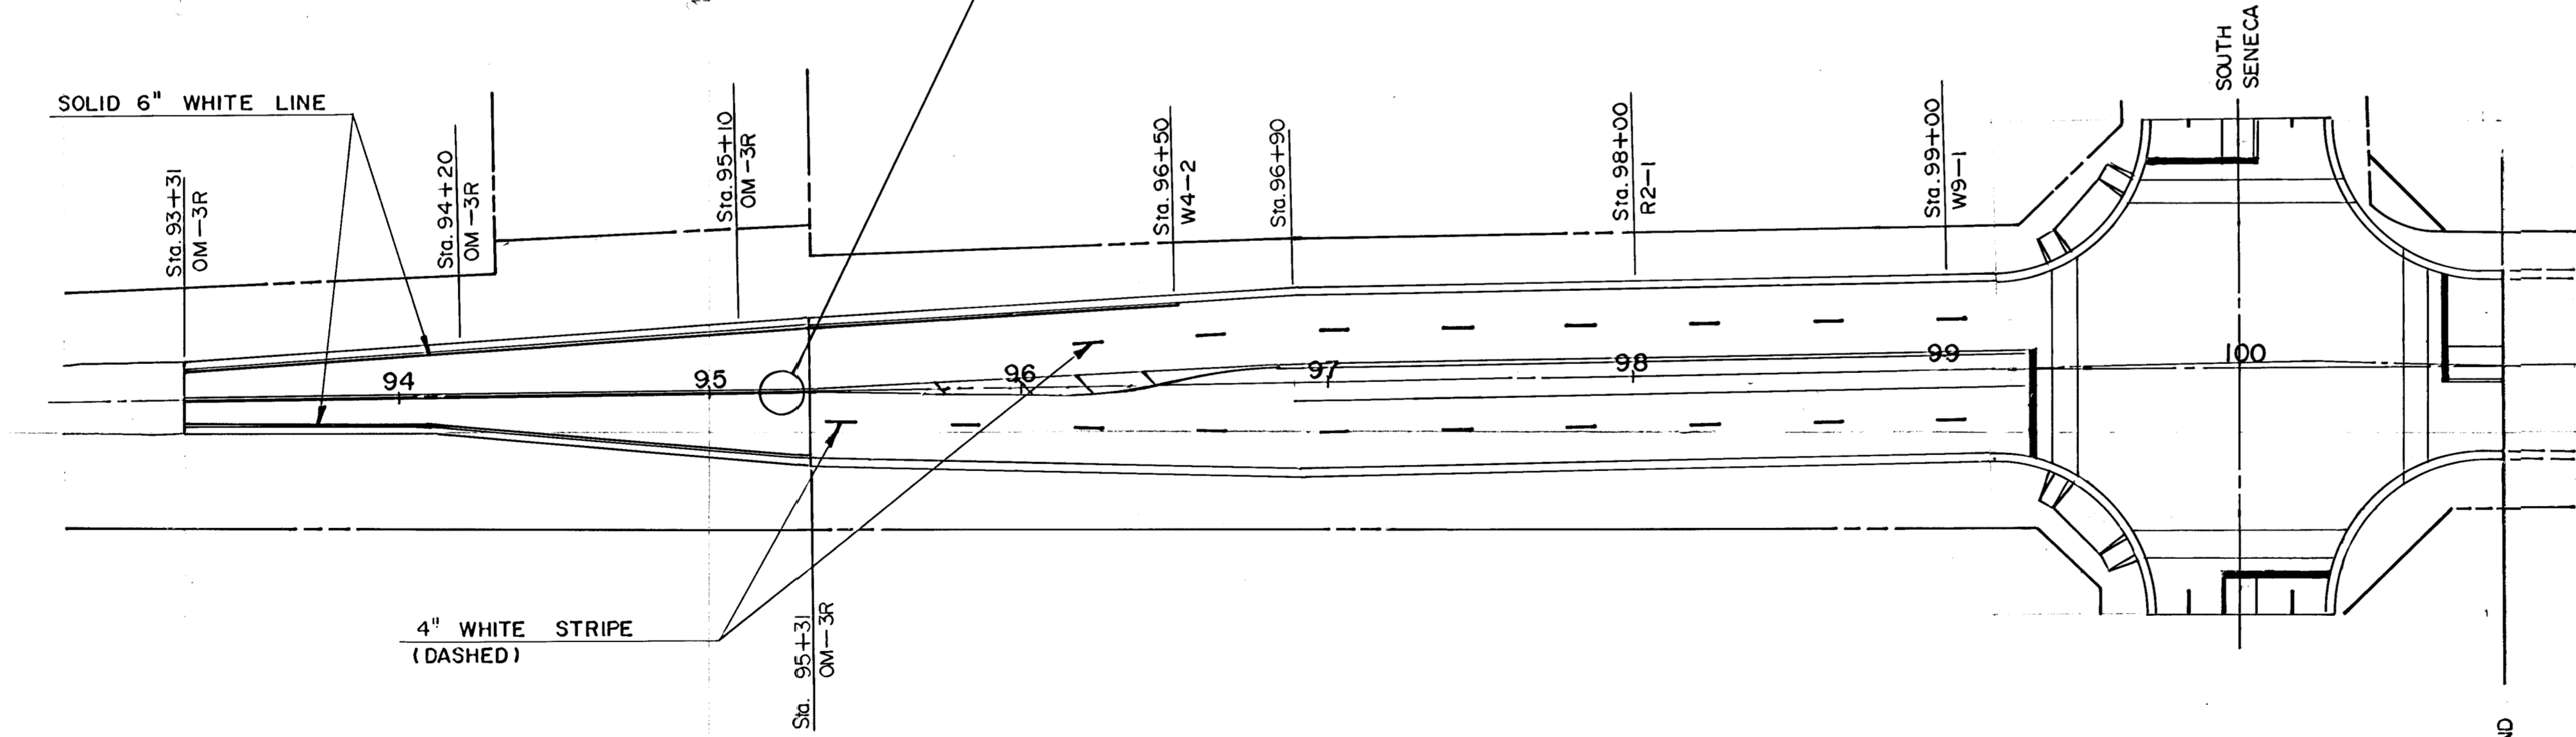 SOUTH
SENECA
SOLID 6" WHITE LINE
Sta. 93+31
OM-3R
Sta. 94+20
OM-3R
Sta. 95+10
OM-3R
Sta. 96+50
W4-2
Sta. 96+90
Sta. 98+00
R2-1
Sta. 99+00
W9-1
94
95
96
97
98
99
100
4" WHITE STRIPE
(DASHED)
Sta. 95+31
OM-3R
ND